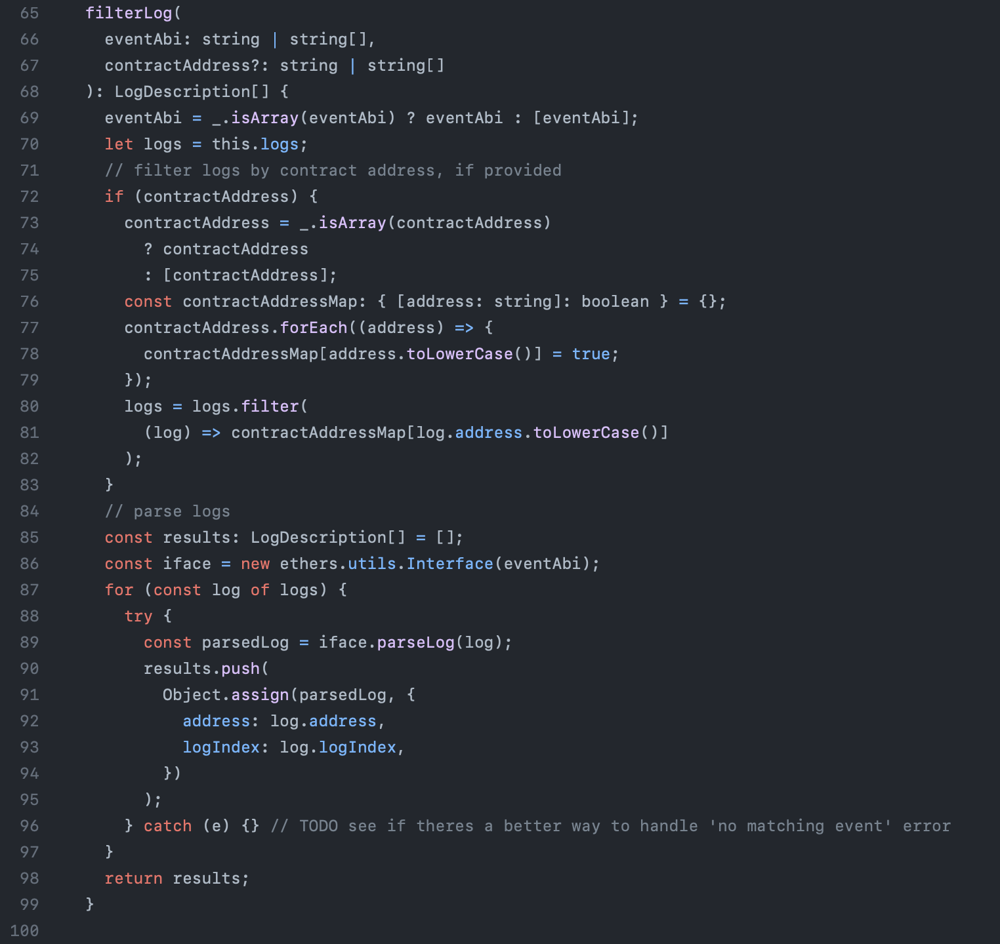 65 filterLog(
66 eventAbi: string | string[],
67 contractAddress?: string | string[]
68 ): LogDescription[] {
69 eventAbi = _.isArray(eventAbi) ? eventAbi : [eventAbi];
70 let logs = this.logs;
71 // filter logs by contract address, if provided
72 if (contractAddress) {
73 contractAddress = _.isArray(contractAddress)
74 ? contractAddress
75 : [contractAddress];
76 const contractAddressMap: { [address: string]: boolean } = {};
77 contractAddress.forEach((address) => {
78 contractAddressMap[address.toLowerCase()] = true;
79 });
80 logs = logs.filter(
81 (log) => contractAddressMap[log.address.toLowerCase()]
82 );
83 }
84 // parse logs
85 const results: LogDescription[] = [];
86 const iface = new ethers.utils.Interface(eventAbi);
87 for (const log of logs) {
88 try {
89 const parsedLog = iface.parseLog(log);
90 results.push(
91 Object.assign(parsedLog, {
92 address: log.address,
93 logIndex: log.logIndex,
94 })
95 );
96 } catch (e) {} // TODO see if theres a better way to handle 'no matching event' error
97 }
98 return results;
99 }
100